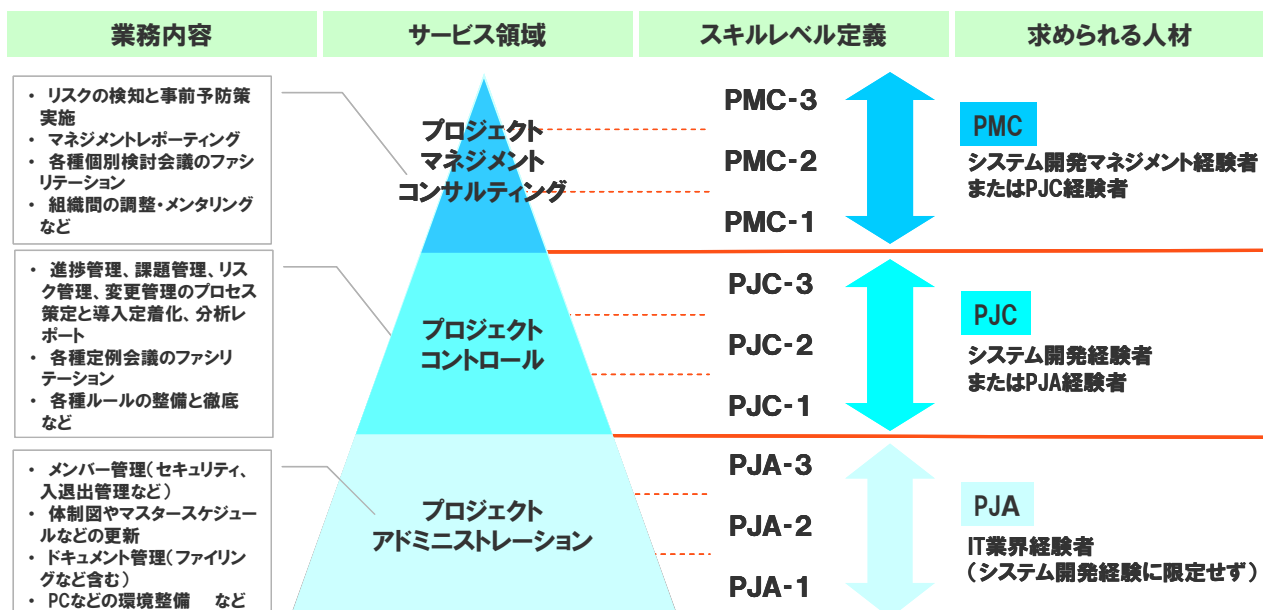 業務内容
サービス領域
スキルレベル定義
求められる人材
・ リスクの検知と事前予防策
実施
・ マネジメントレポーティング
・ 各種個別検討会議のファシ
リテーション
・ 組織間の調整・メンタリング
など
プロジェクト
マネジメント
コンサルティング
PMC-3
PMC-2
PMC-1
PMC
システム開発マネジメント経験者
またはPJC経験者
・ 進捗管理、課題管理、リス
ク管理、変更管理のプロセス
策定と導入定着化、分析レ
ポート
・ 各種定例会議のファシリ
テーション
・ 各種ルールの整備と徹底
など
プロジェクト
コントロール
PJC-3
PJC-2
PJC-1
PJC
システム開発経験者
またはPJA経験者
・ メンバー管理（セキュリティ、
入退出管理など）
・ 体制図やマスタースケジュー
ルなどの更新
・ ドキュメント管理（ファイリン
グなど含む）
・ PCなどの環境整備 など
プロジェクト
アドミニストレーション
PJA-3
PJA-2
PJA-1
PJA
IT業界経験者
（システム開発経験に限定せず）